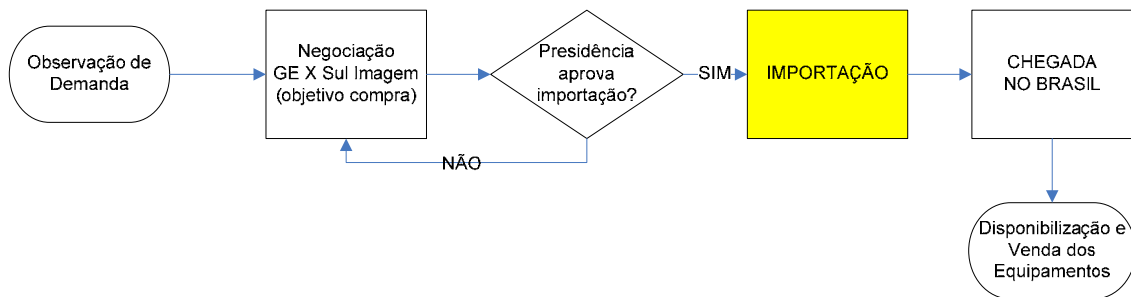 Observação de
Demanda
Negociação
GE X Sul Imagem
(objetivo compra)
Presidência
aprova
importação?
SIM
IMPORTAÇÃO
CHEGADA
NO BRASIL
NÃO
Disponibilização e
Venda dos
Equipamentos